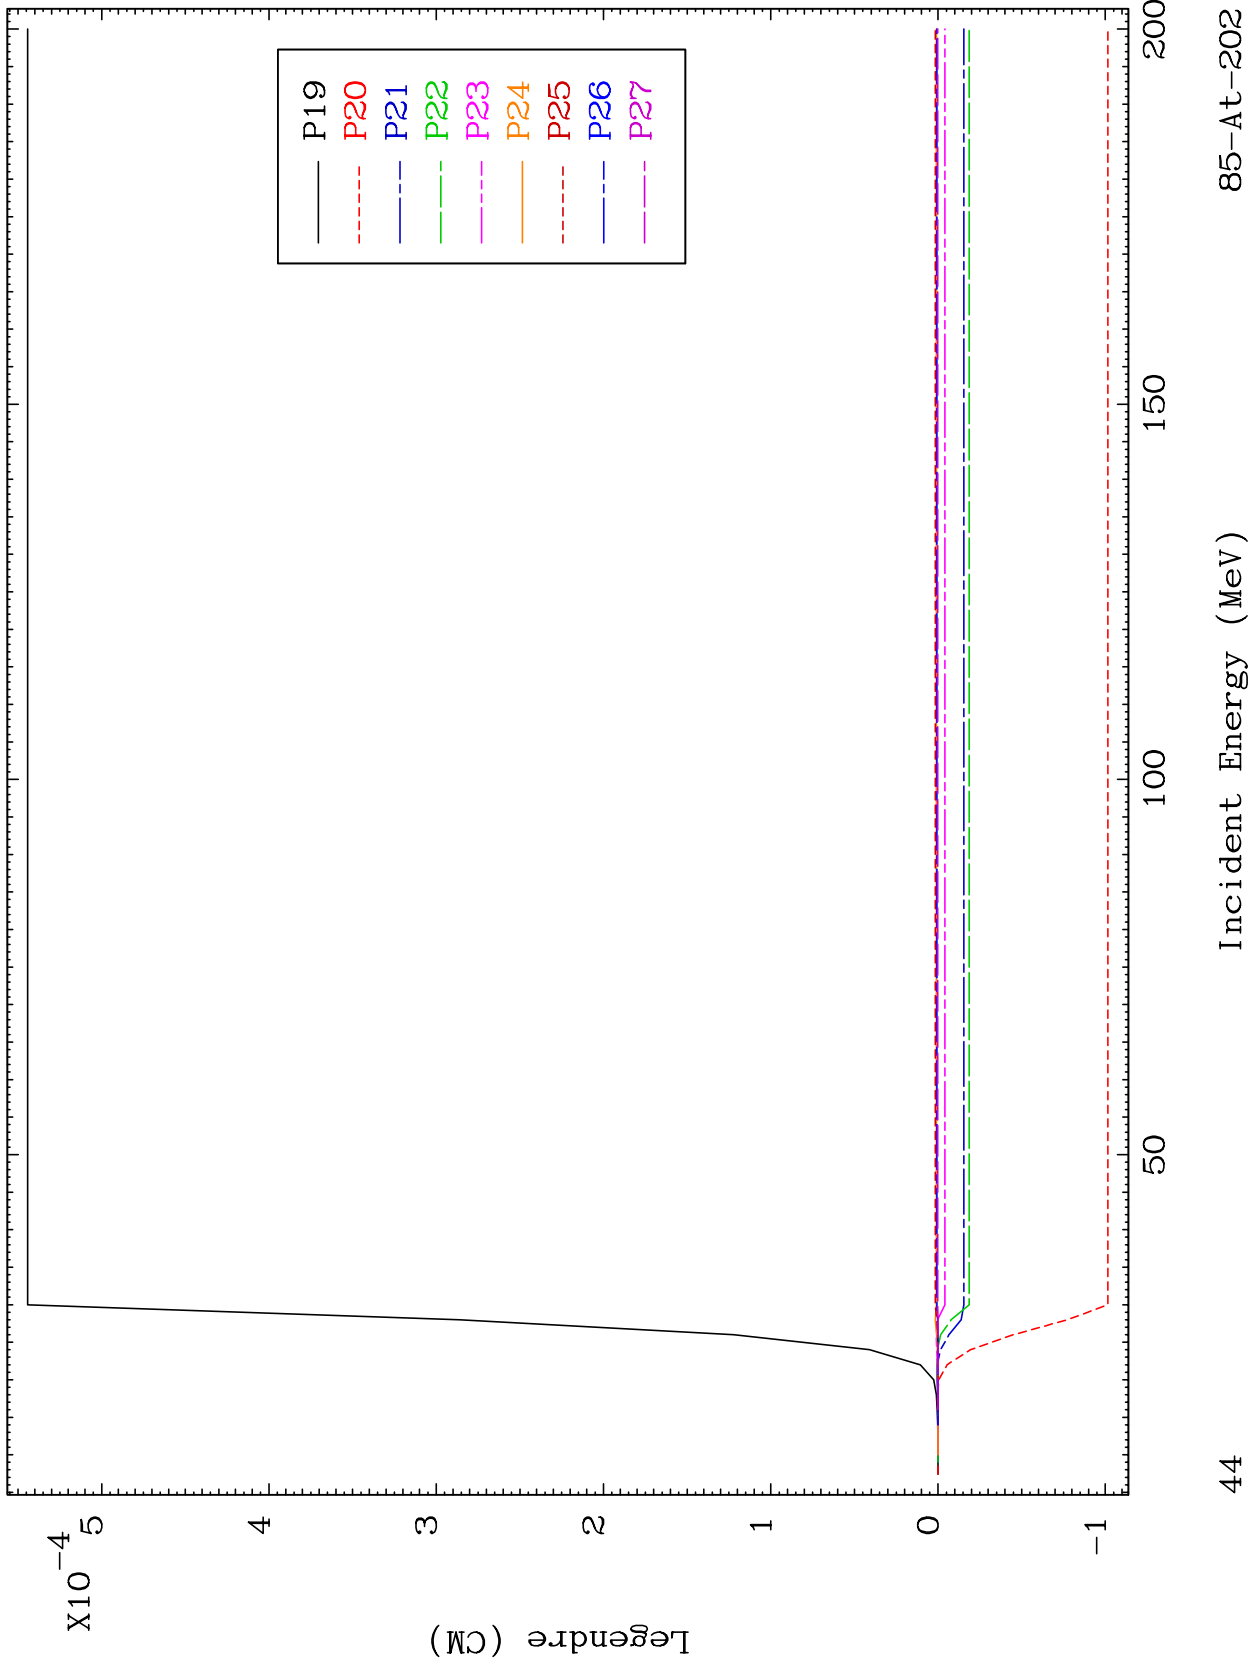 X10-4
5
4
3
2
1
0
-1
Legendre (CM)
P19
P20
P21
P22
P23
P24
P25
P26
P27
50
100
150
200
Incident Energy (MeV)
44
85-At-202